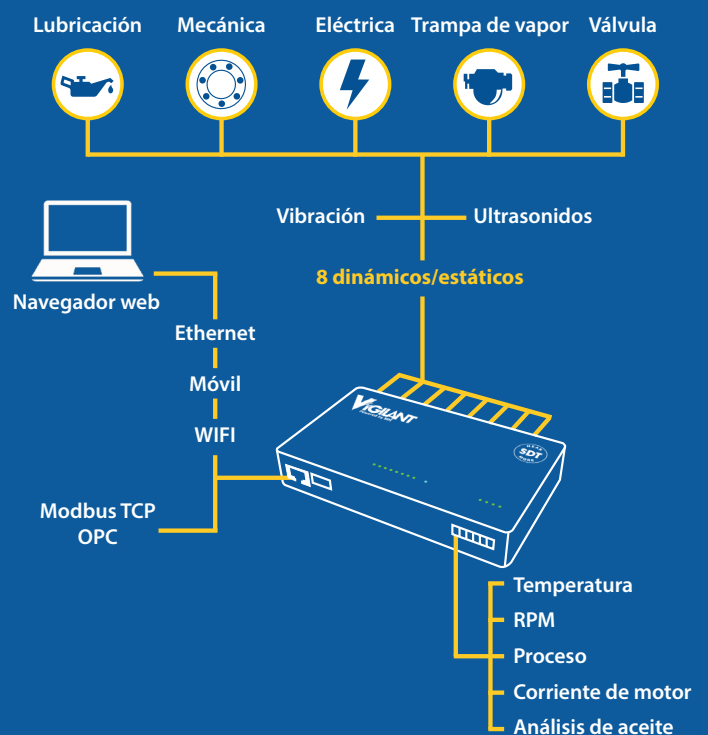 Lubricación
Mecánica
Eléctrica
Trampa de vapor
Válvula
Vibración
Ultrasonidos
8 dinámicos/estáticos
Navegador web
Ethernet
Móvil
WIFI
Modbus TCP
OPC
VIGILANT
SDT
Temperatura
RPM
Proceso
Corriente de motor
Análisis de aceite